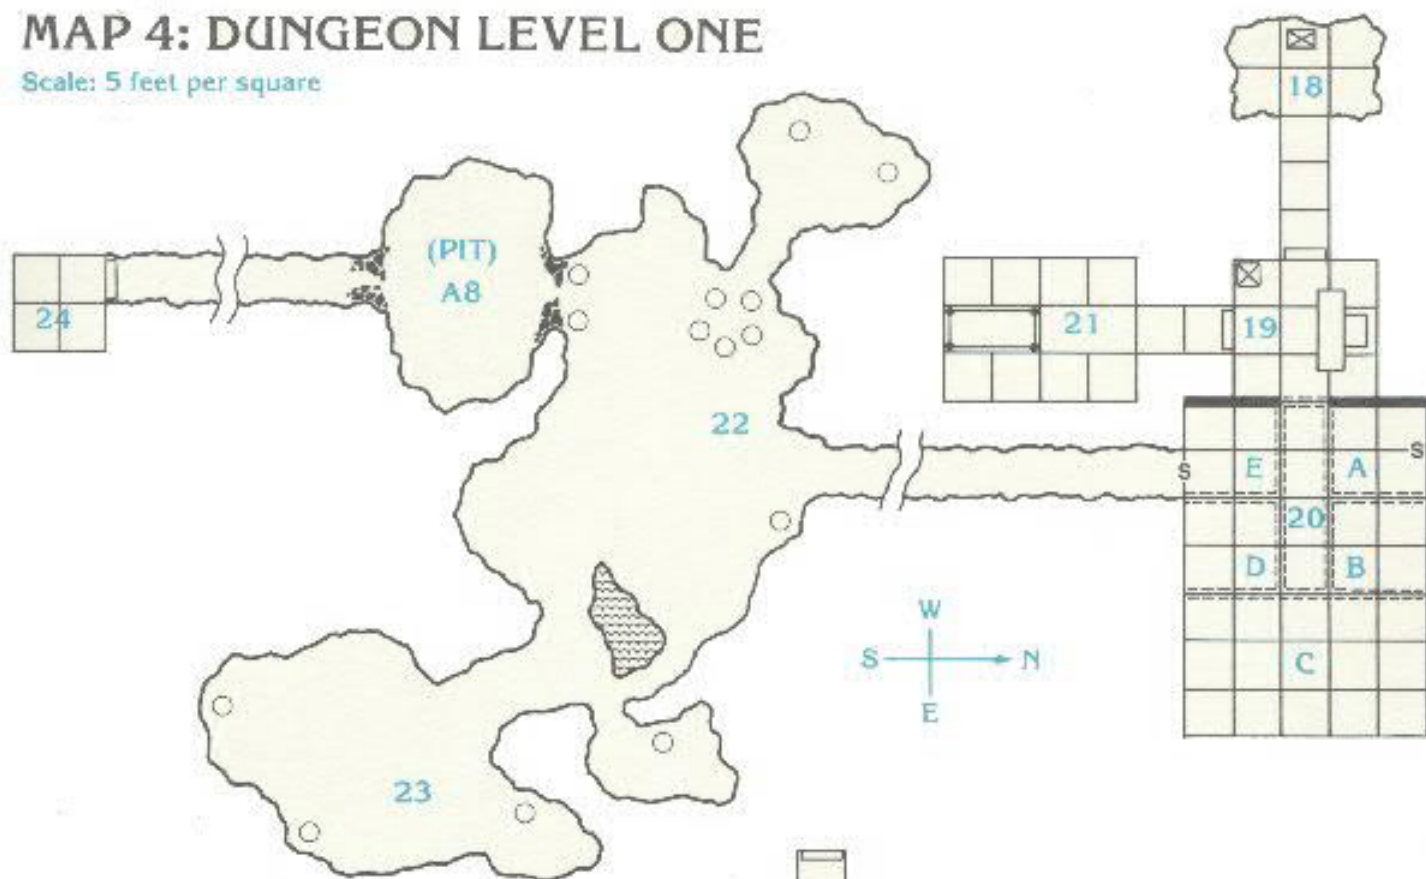 MAP 4: DUNGEON LEVEL ONE
Scale: 5 feet per square
18
(PIT)
A8
24
21
19
22
S
E
A
S
20
D
B
W
S
N
E
C
23